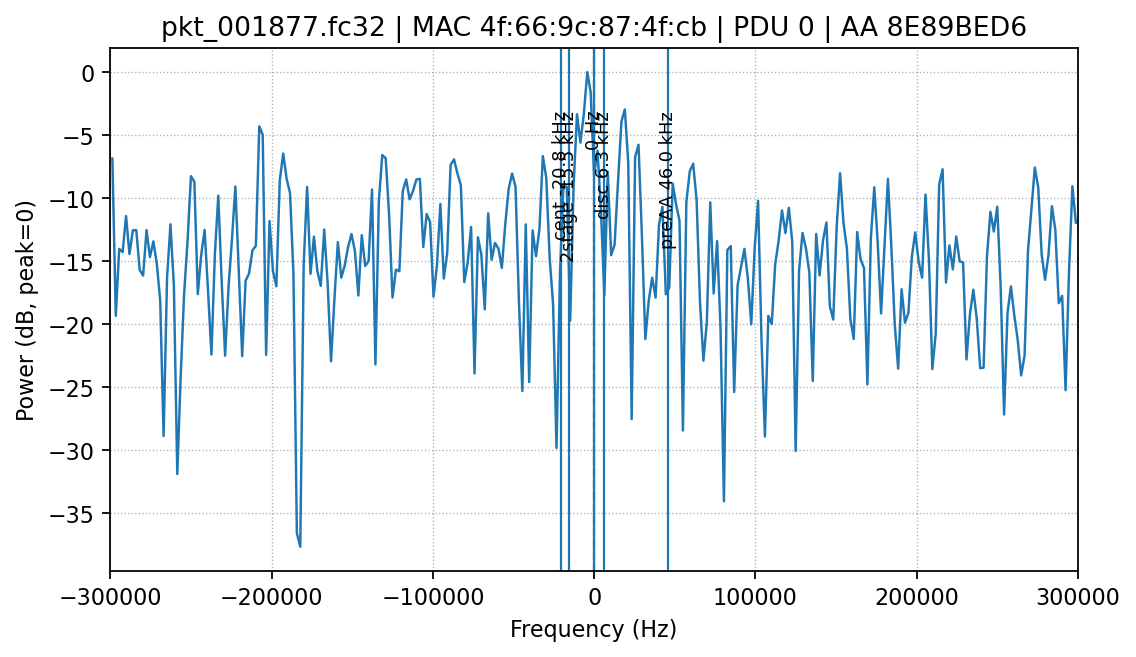 pkt_001877.fc32 | MAC 4f:66:9c:87:4f:cb | PDU 0 | AA 8E89BED6
Power (dB, peak=0)
0
−5
−10
−15
−20
−25
−30
−35
cent -20.8 kHz
2stage -15.5 kHz
0 Hz
disc 6.3 kHz
preAA 46.0 kHz
−300000
−200000
−100000
0
100000
200000
300000
Frequency (Hz)